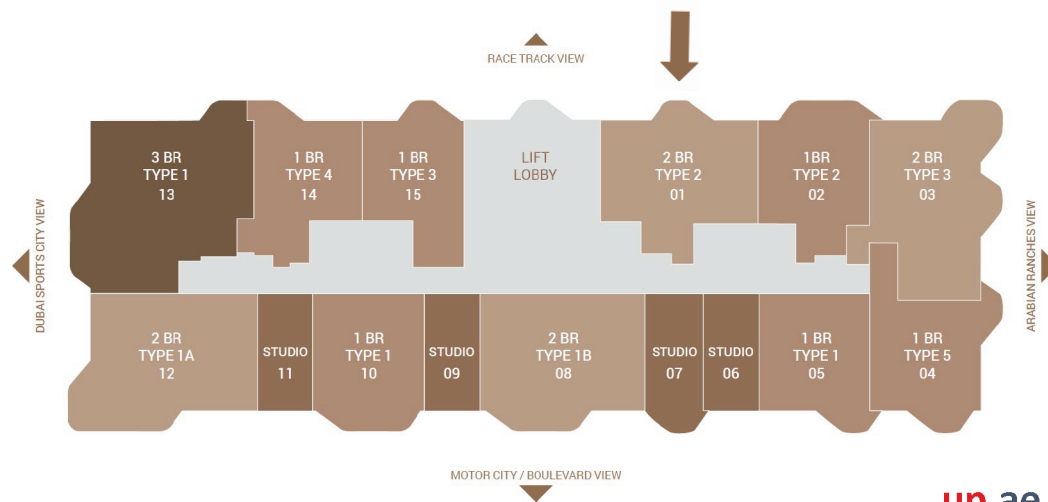 RACE TRACK VIEW
3 BR
TYPE 1
13
1 BR
TYPE 4
14
1 BR
TYPE 3
15
LIFT
LOBBY
2 BR
TYPE 2
01
1BR
TYPE 2
02
2 BR
TYPE 3
03
DUBAI SPORTS CITY VIEW
ARABIAN RANCHES VIEW
2 BR
TYPE 1A
12
STUDIO
11
1 BR
TYPE 1
10
STUDIO
09
2 BR
TYPE 1B
08
STUDIO
07
STUDIO
06
1 BR
TYPE 1
05
1 BR
TYPE 5
04
MOTOR CITY / BOULEVARD VIEW
up.ae